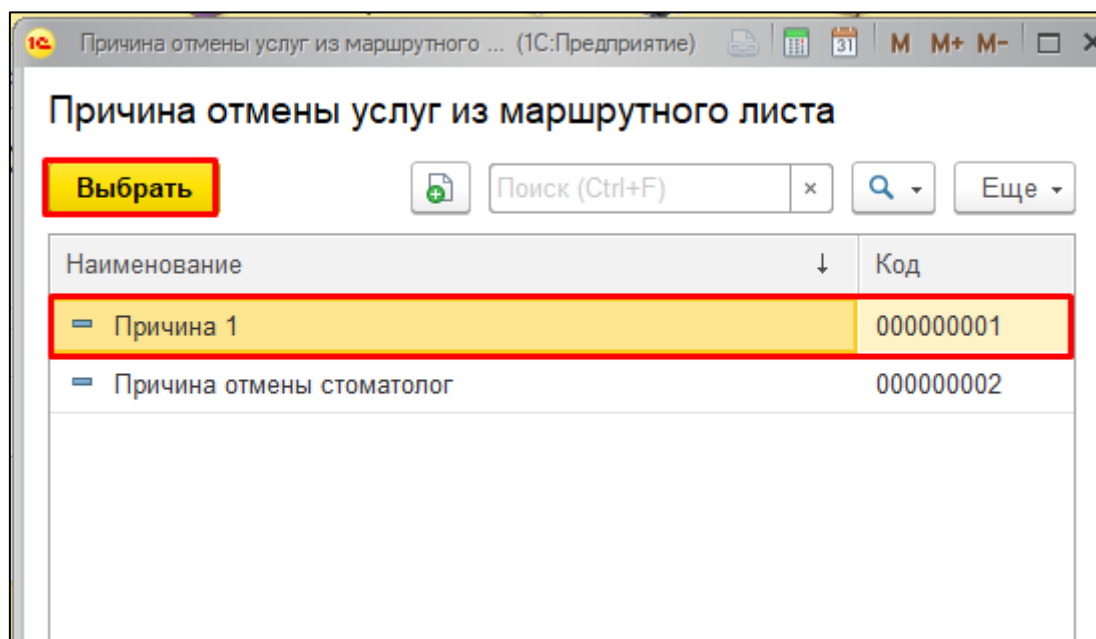 1С Причина отмены услуг из маршрутного ... (1С:Предприятие) 31 M M+ M-
Причина отмены услуг из маршрутного листа
Выбрать Поиск (Ctrl+F) × Еще
Наименование ↓ Код
Причина 1 000000001
Причина отмены стоматолог 000000002